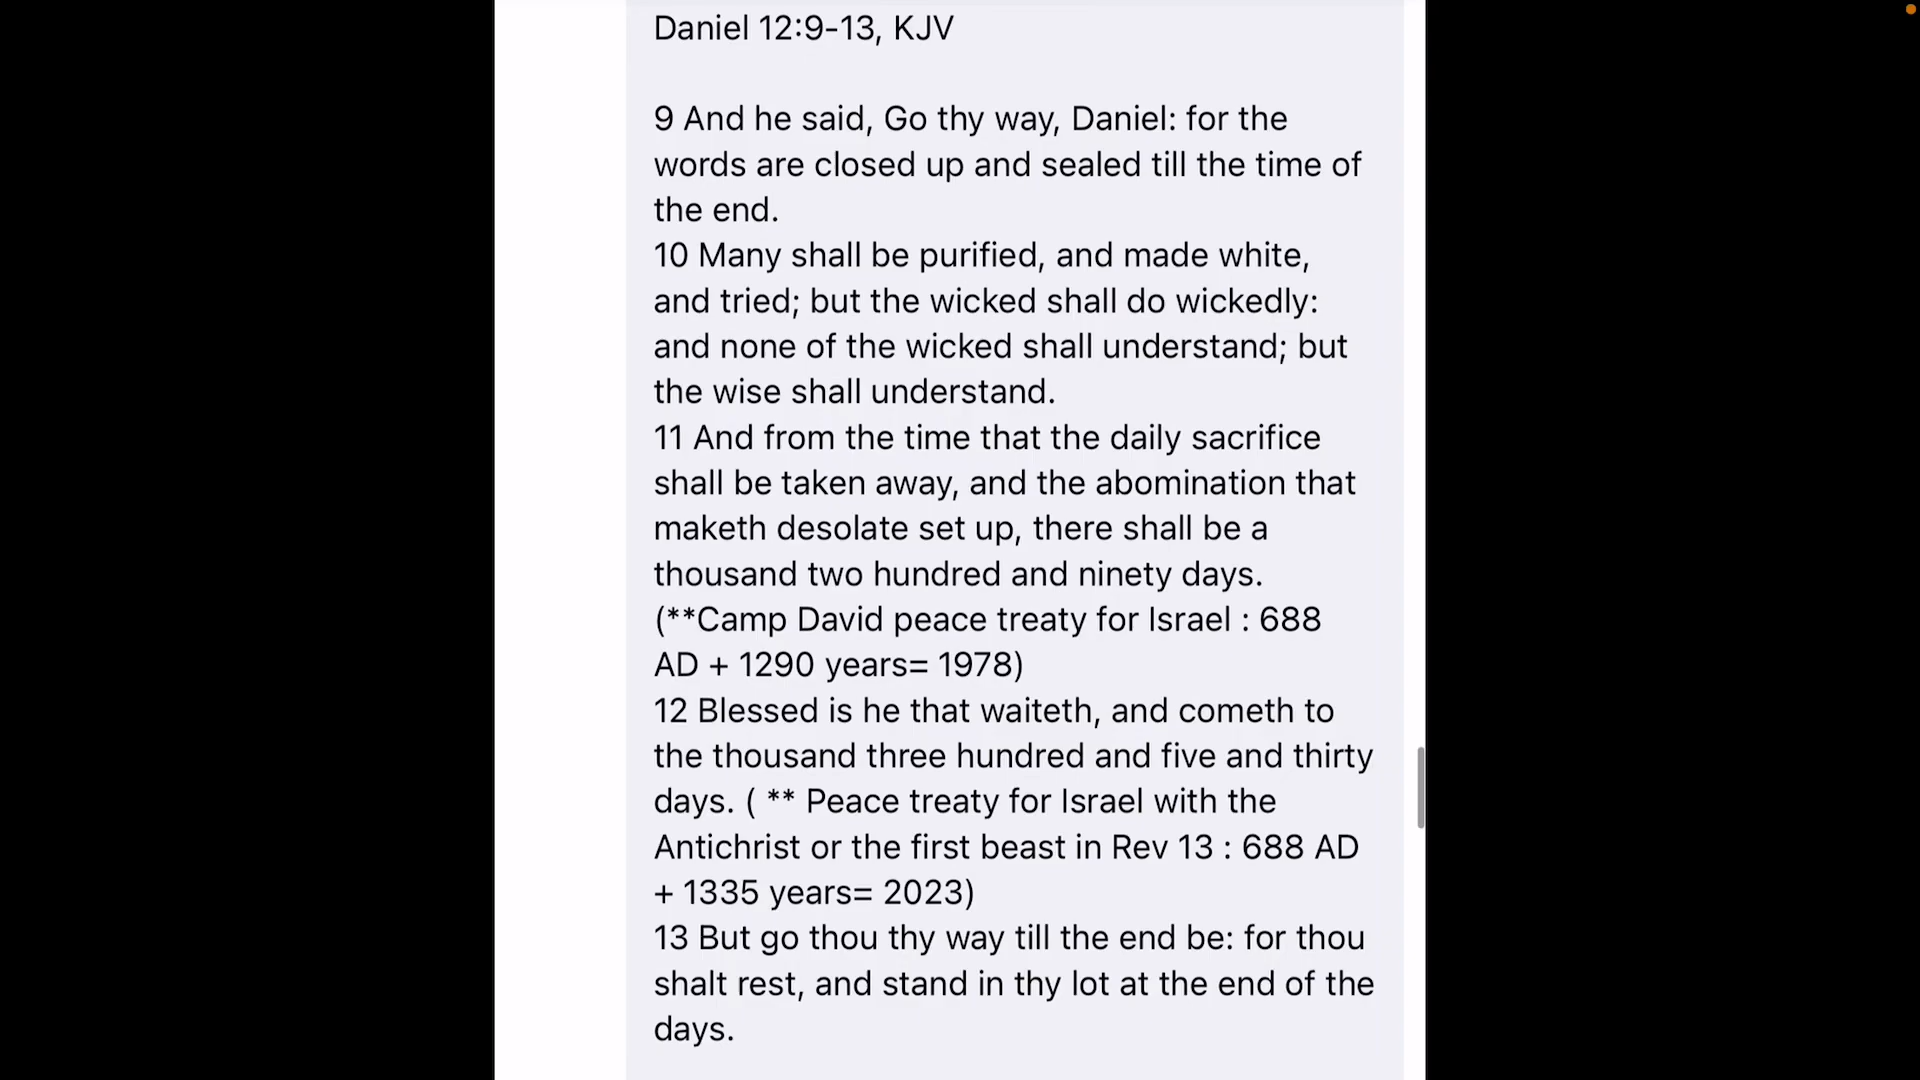 Daniel 12:9-13, KJV
9 And he said, Go thy way, Daniel: for the
words are closed up and sealed till the time of
the end.
10 Many shall be purified, and made white,
and tried; but the wicked shall do wickedly:
and none of the wicked shall understand; but
the wise shall understand.
11 And from the time that the daily sacrifice
shall be taken away, and the abomination that
maketh desolate set up, there shall be a
thousand two hundred and ninety days.
(**Camp David peace treaty for Israel : 688
AD + 1290 years= 1978)
12 Blessed is he that waiteth, and cometh to
the thousand three hundred and five and thirty
days. ( ** Peace treaty for Israel with the
Antichrist or the first beast in Rev 13 : 688 AD
+ 1335 years= 2023)
13 But go thou thy way till the end be: for thou
shalt rest, and stand in thy lot at the end of the
days.